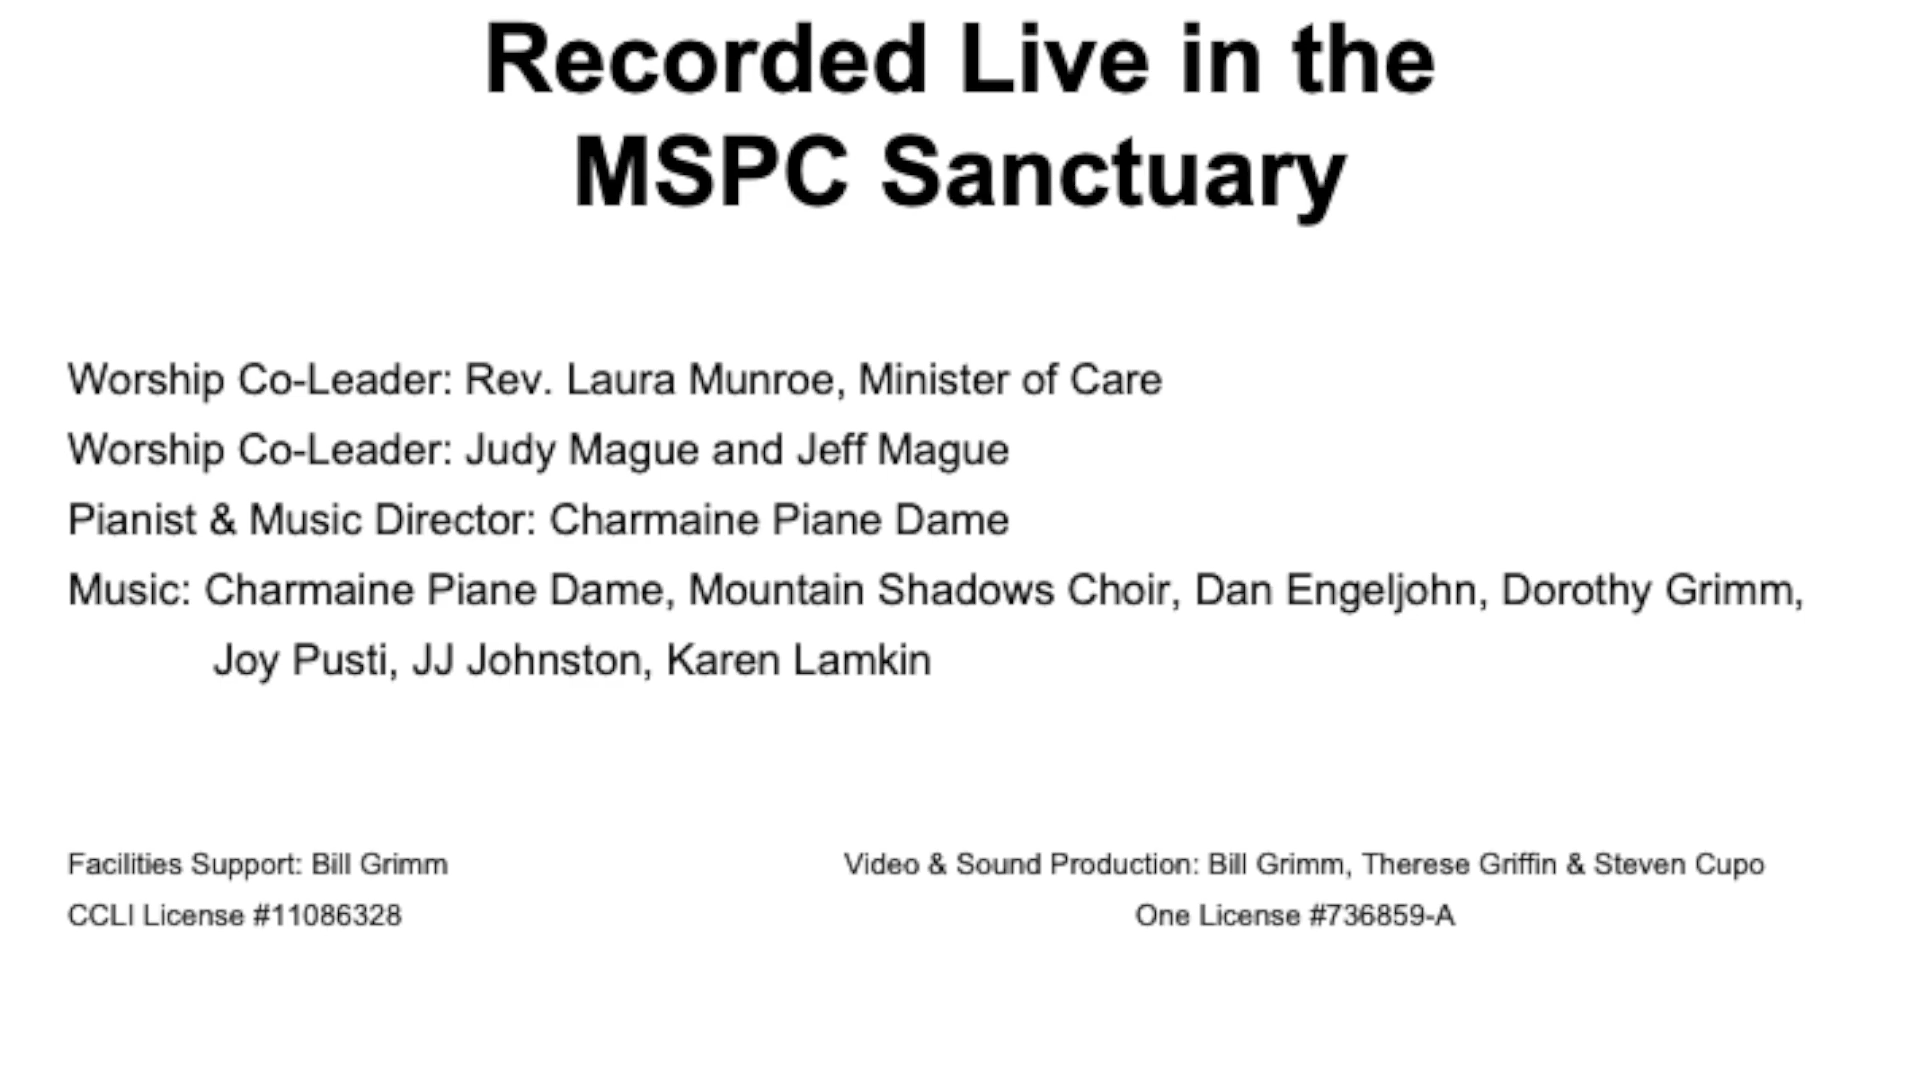 Recorded Live in the
MSPC Sanctuary
Worship Co-Leader: Rev. Laura Munroe, Minister of Care
Worship Co-Leader: Judy Mague and Jeff Mague
Pianist & Music Director: Charmaine Piane Dame
Music: Charmaine Piane Dame, Mountain Shadows Choir, Dan Engeljohn, Dorothy Grimm,
Joy Pusti, JJ Johnston, Karen Lamkin
Facilities Support: Bill Grimm
Video & Sound Production: Bill Grimm, Therese Griffin & Steven Cupo
CCLI License #11086328
One License #736859-A